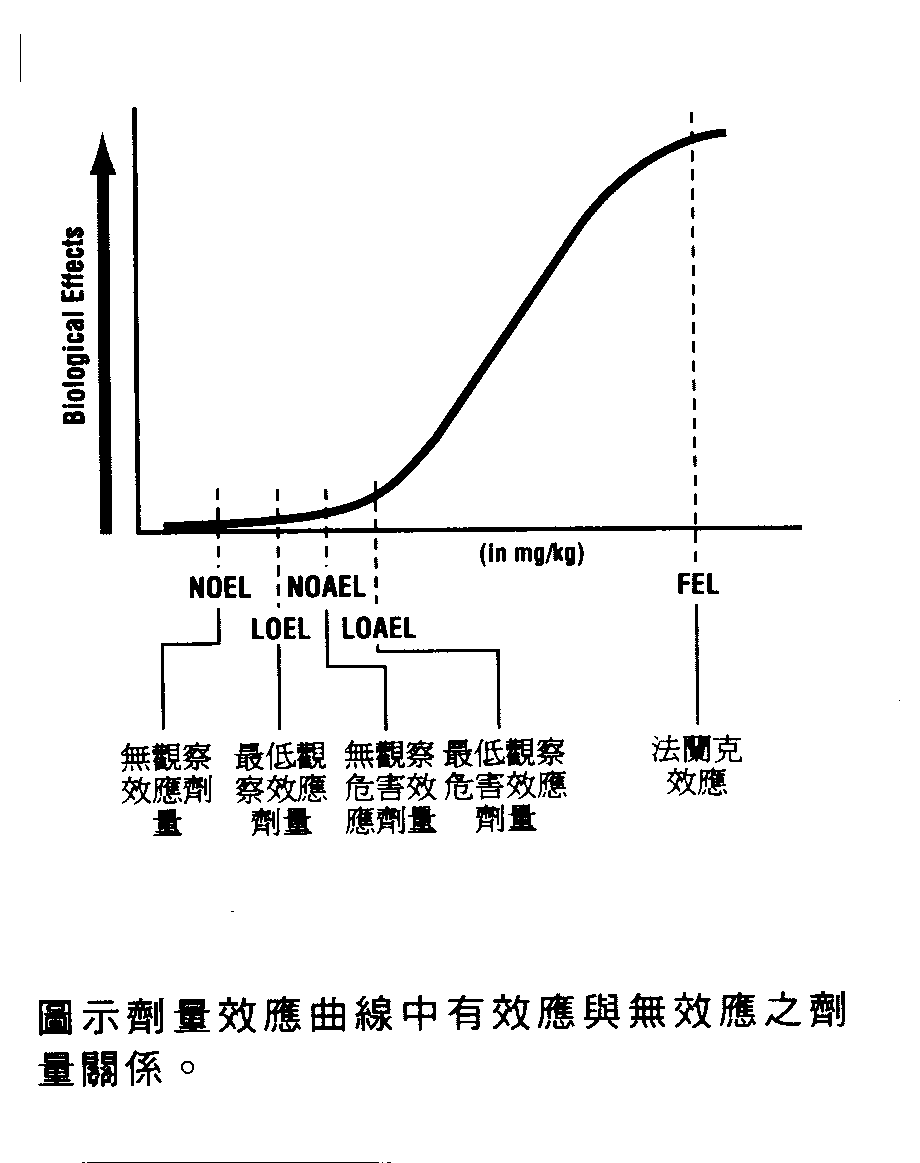 Biological Effects
(in mg/kg)
NOEL
NOAEL
FEL
LOEL
LOAEL
無觀察
效應劑
量
最低觀
察效應
劑量
無觀察
危害效
應劑量
最低觀察
危害效應
劑量
法蘭克
效應
圖示劑量效應曲線中有效應與無效應之劑
量關係。